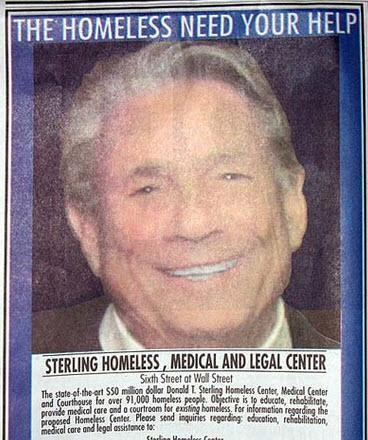 THE HOMELESS NEED YOUR HELP
STERLING HOMELESS , MEDICAL AND LEGAL CENTER
Sixth Street at Wall Street
The state-of-the-art $50 million dollar Donald T. Sterling Homeless Center, Medical Center
and Courthouse for over 91,000 homeless people. Objective is to educate, rehabilitate,
provide medical care and a courtroom for existing homeless. For information regarding the
proposed Homeless Center. Please send inquiries regarding: education, rehabilitation,
medical care and legal assistance to:
Sterling Homeless Center